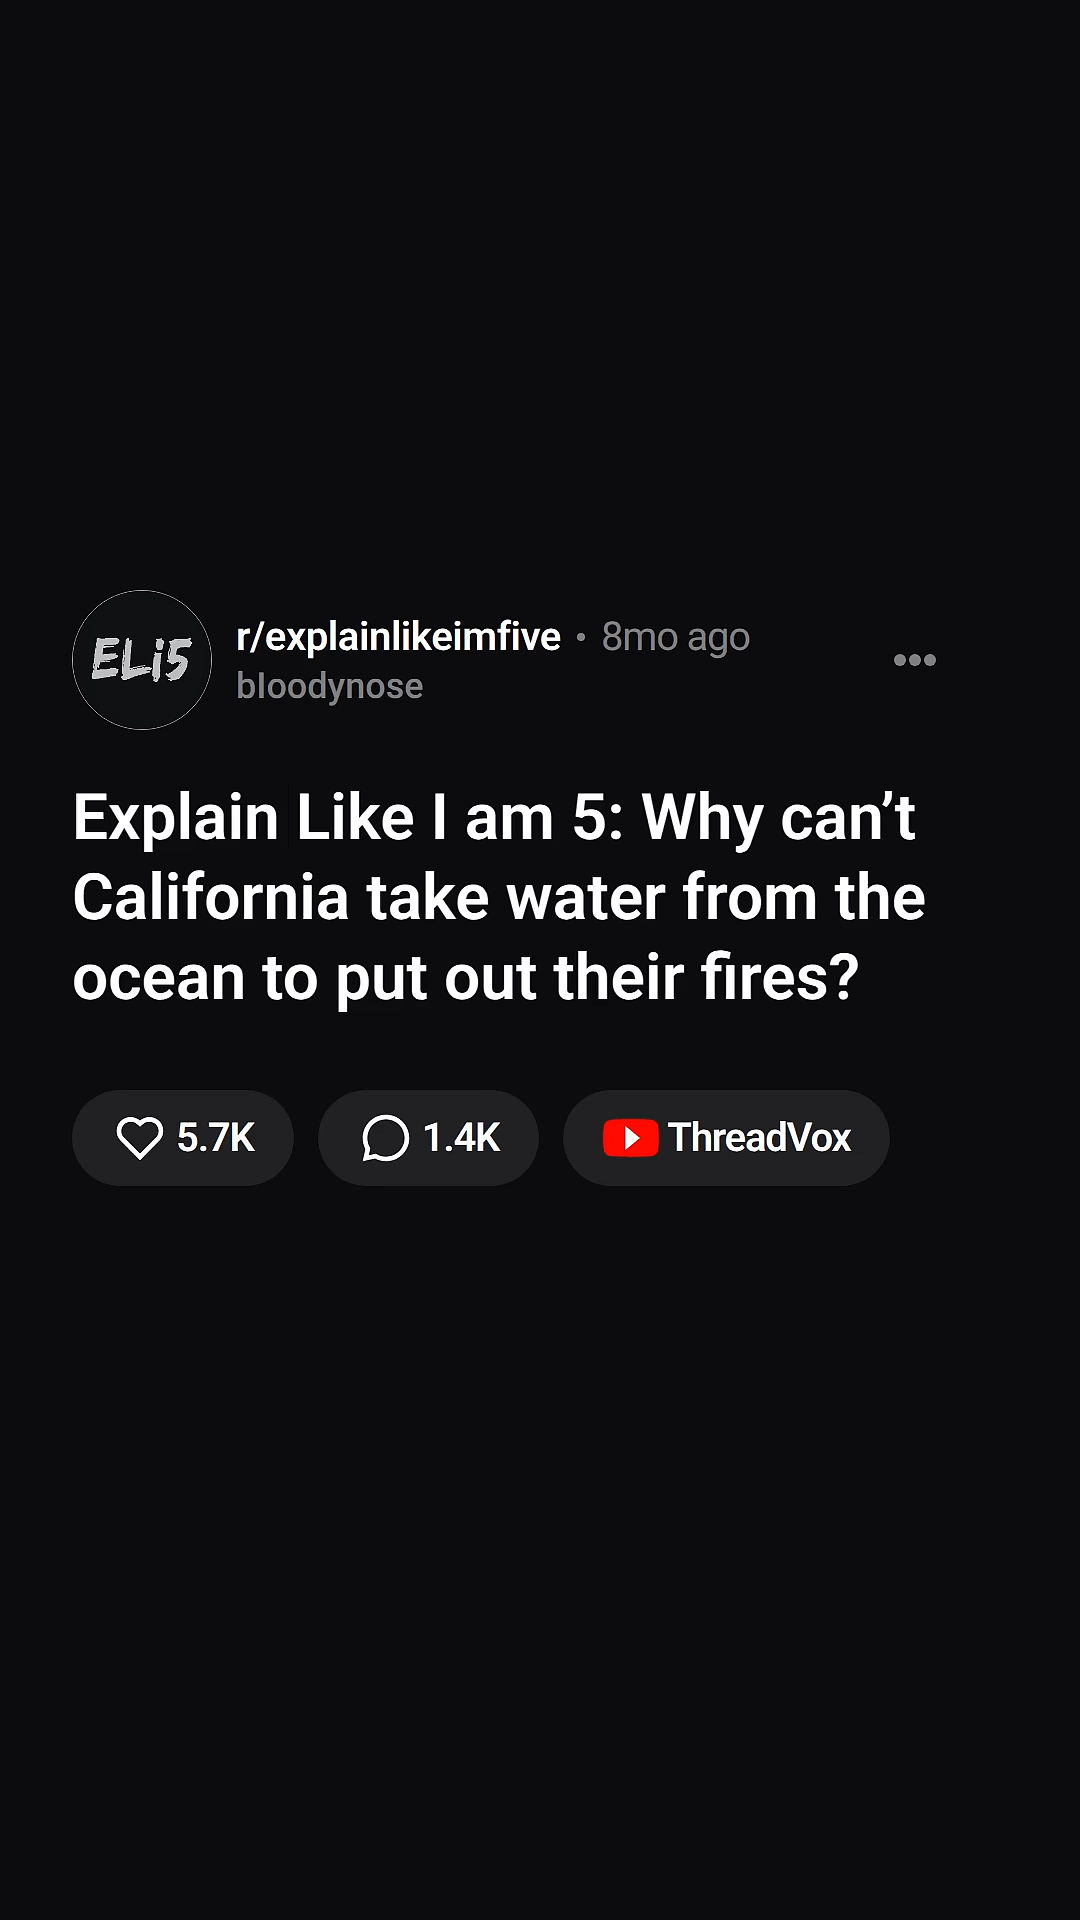 ELi5
r/explainlikeimfive • 8mo ago
bloodynose
Explain Like I am 5: Why can’t
California take water from the
ocean to put out their fires?
5.7K 1.4K ThreadVox